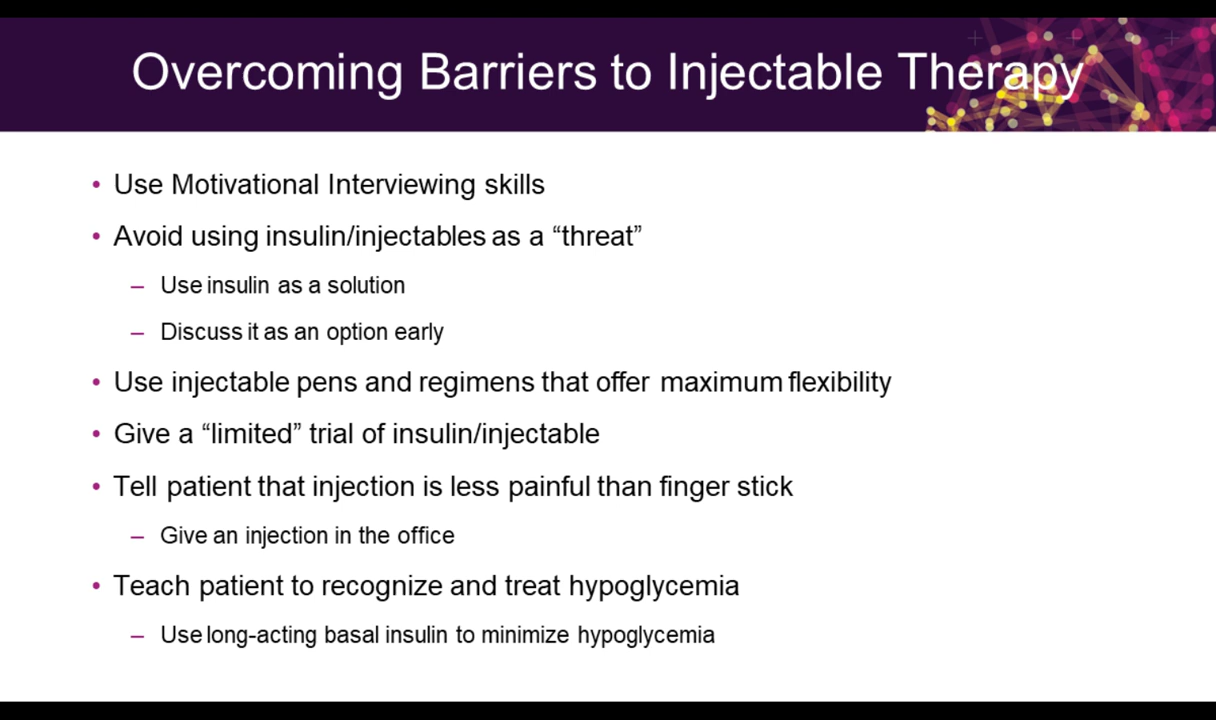 Overcoming Barriers to Injectable Therapy
• Use Motivational Interviewing skills
• Avoid using insulin/injectables as a “threat”
– Use insulin as a solution
– Discuss it as an option early
• Use injectable pens and regimens that offer maximum flexibility
• Give a “limited” trial of insulin/injectable
• Tell patient that injection is less painful than finger stick
– Give an injection in the office
• Teach patient to recognize and treat hypoglycemia
– Use long-acting basal insulin to minimize hypoglycemia